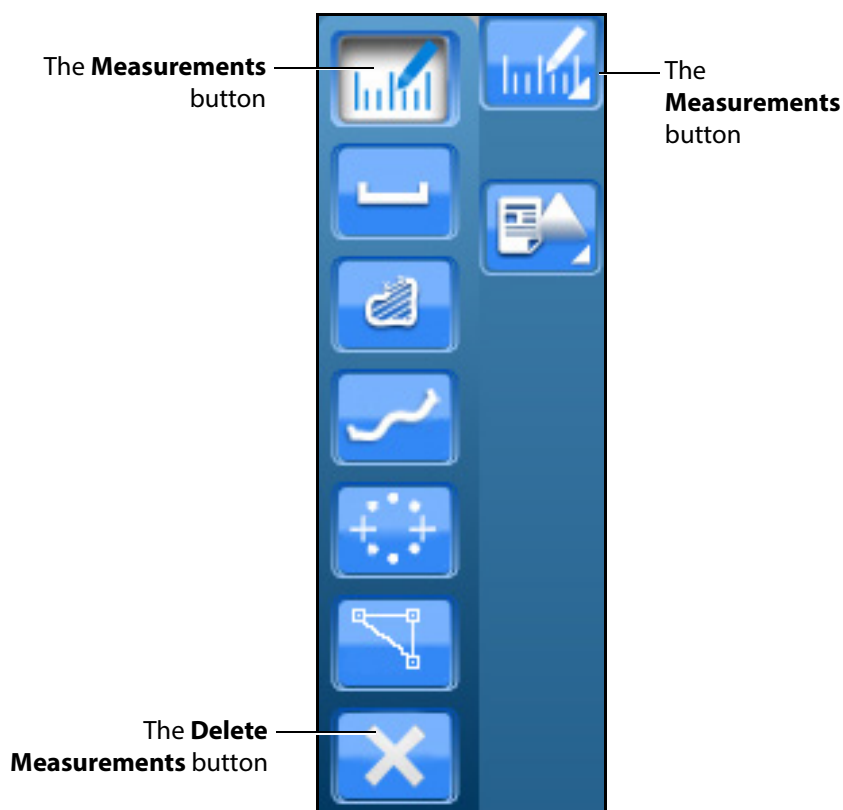 The Measurements
button
The
Measurements
button
The Delete
Measurements button